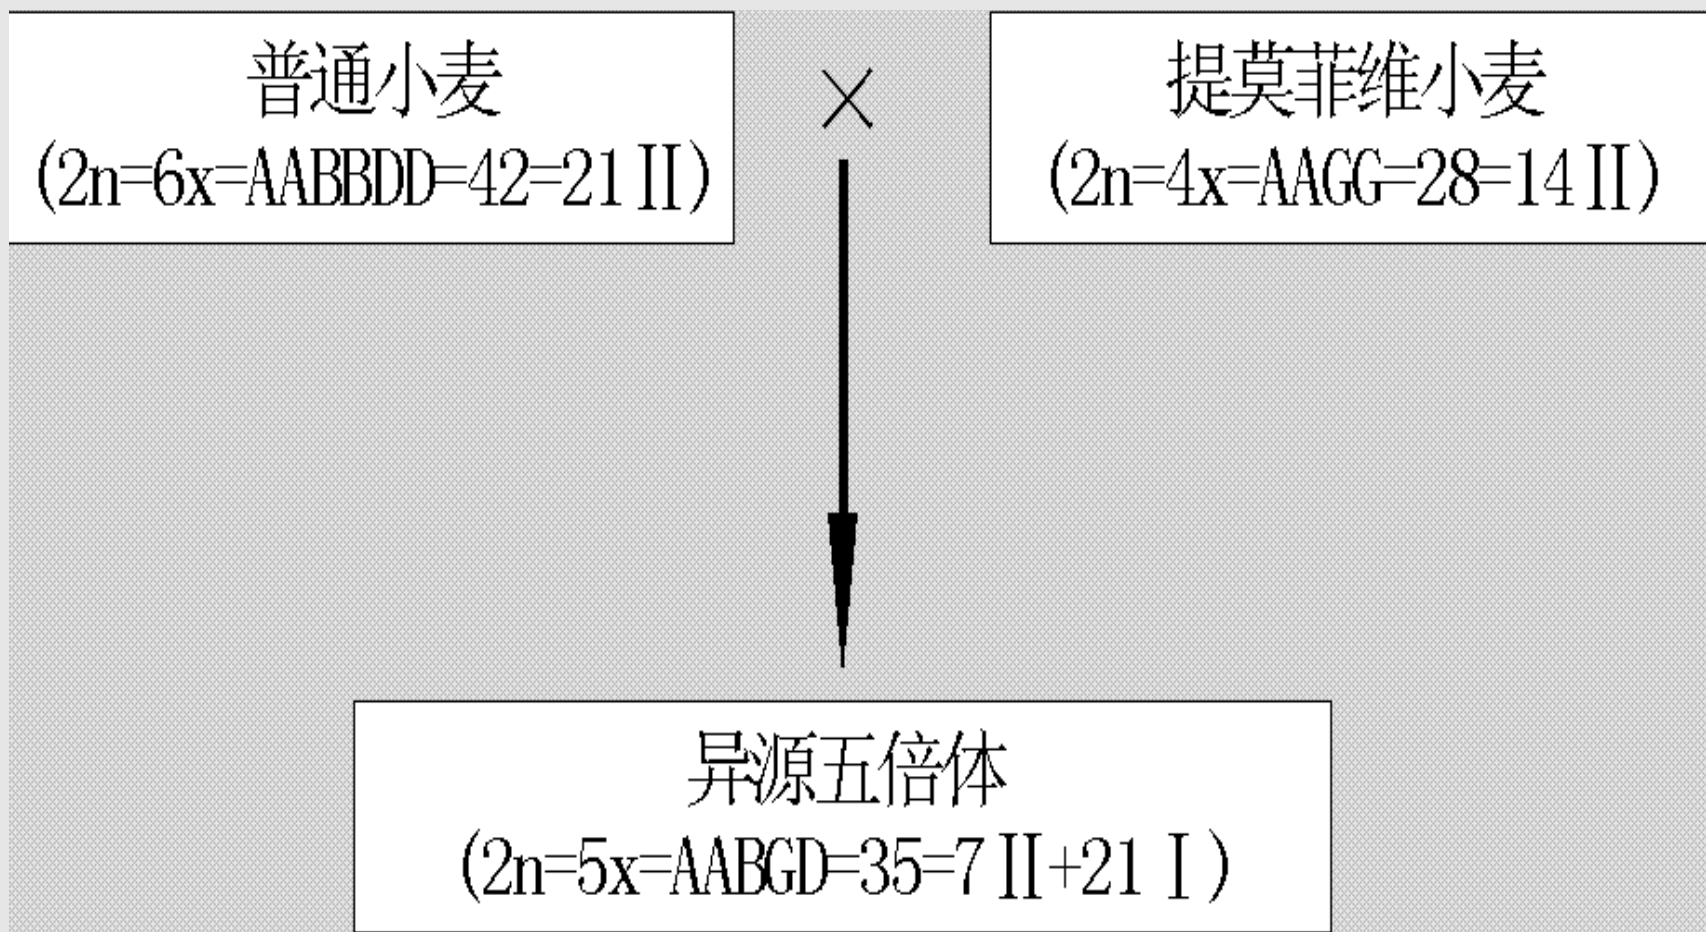 普通小麦
(2n=6x=AABBDD=42=21Ⅱ)
×
提莫菲维小麦
(2n=4x=AAGG=28=14Ⅱ)
异源五倍体
(2n=5x=AABGD=35=7Ⅱ+21Ⅰ)